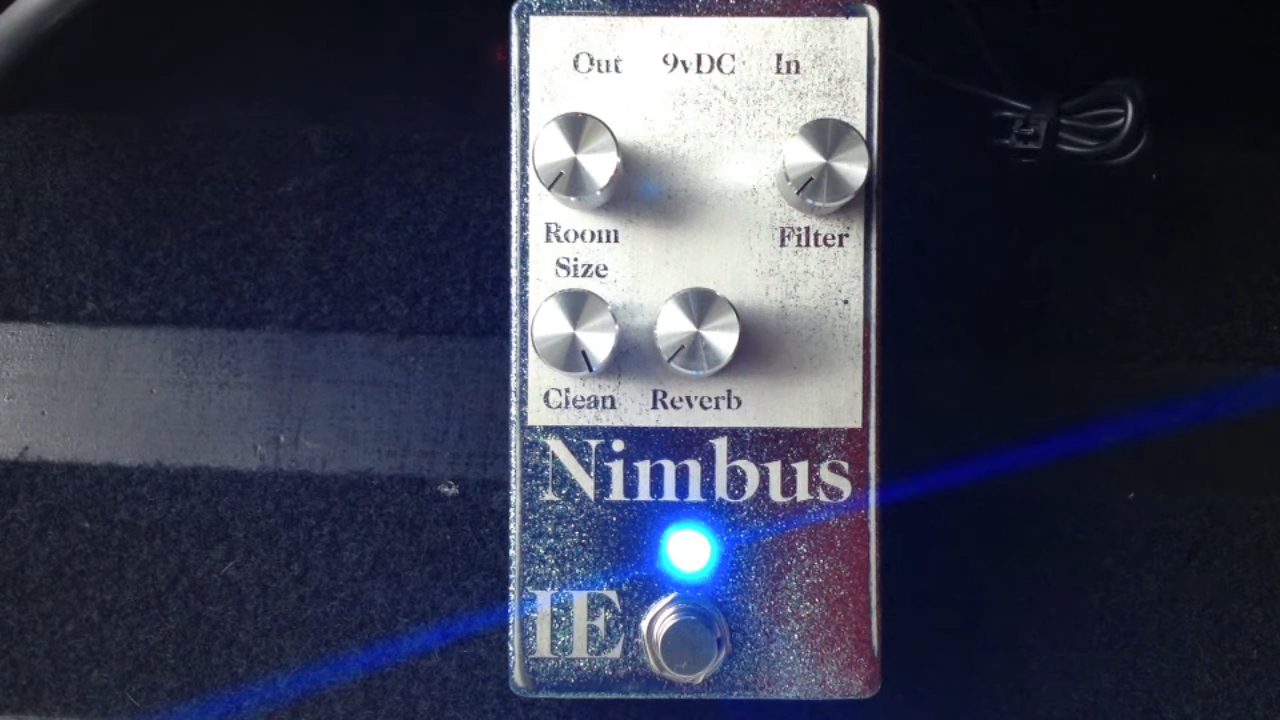 Out 9vDC In
Room
Size
Filter
Clean Reverb
Nimbus
IE